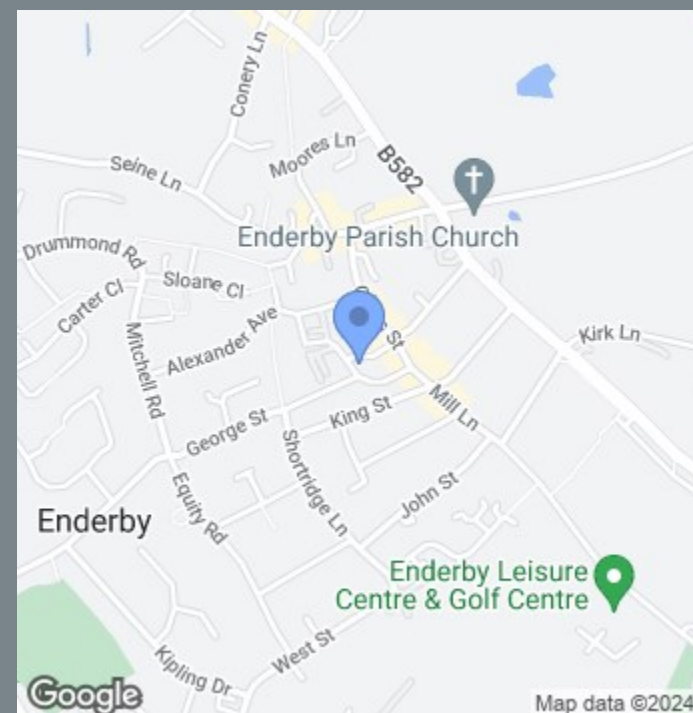 Conery Ln
Moores Ln
B582
Seine Ln
Enderby Parish Church
Drummond Rd
Sloane Cl
Carter Cl
St
Kirk Ln
Alexander Ave
Mitchell Rd
Mill Ln
King St
George St
Shortridge Ln
John St
Equity Rd
Enderby
Enderby Leisure
Centre & Golf Centre
West St
Kipling Dr
Google
Map data ©2024